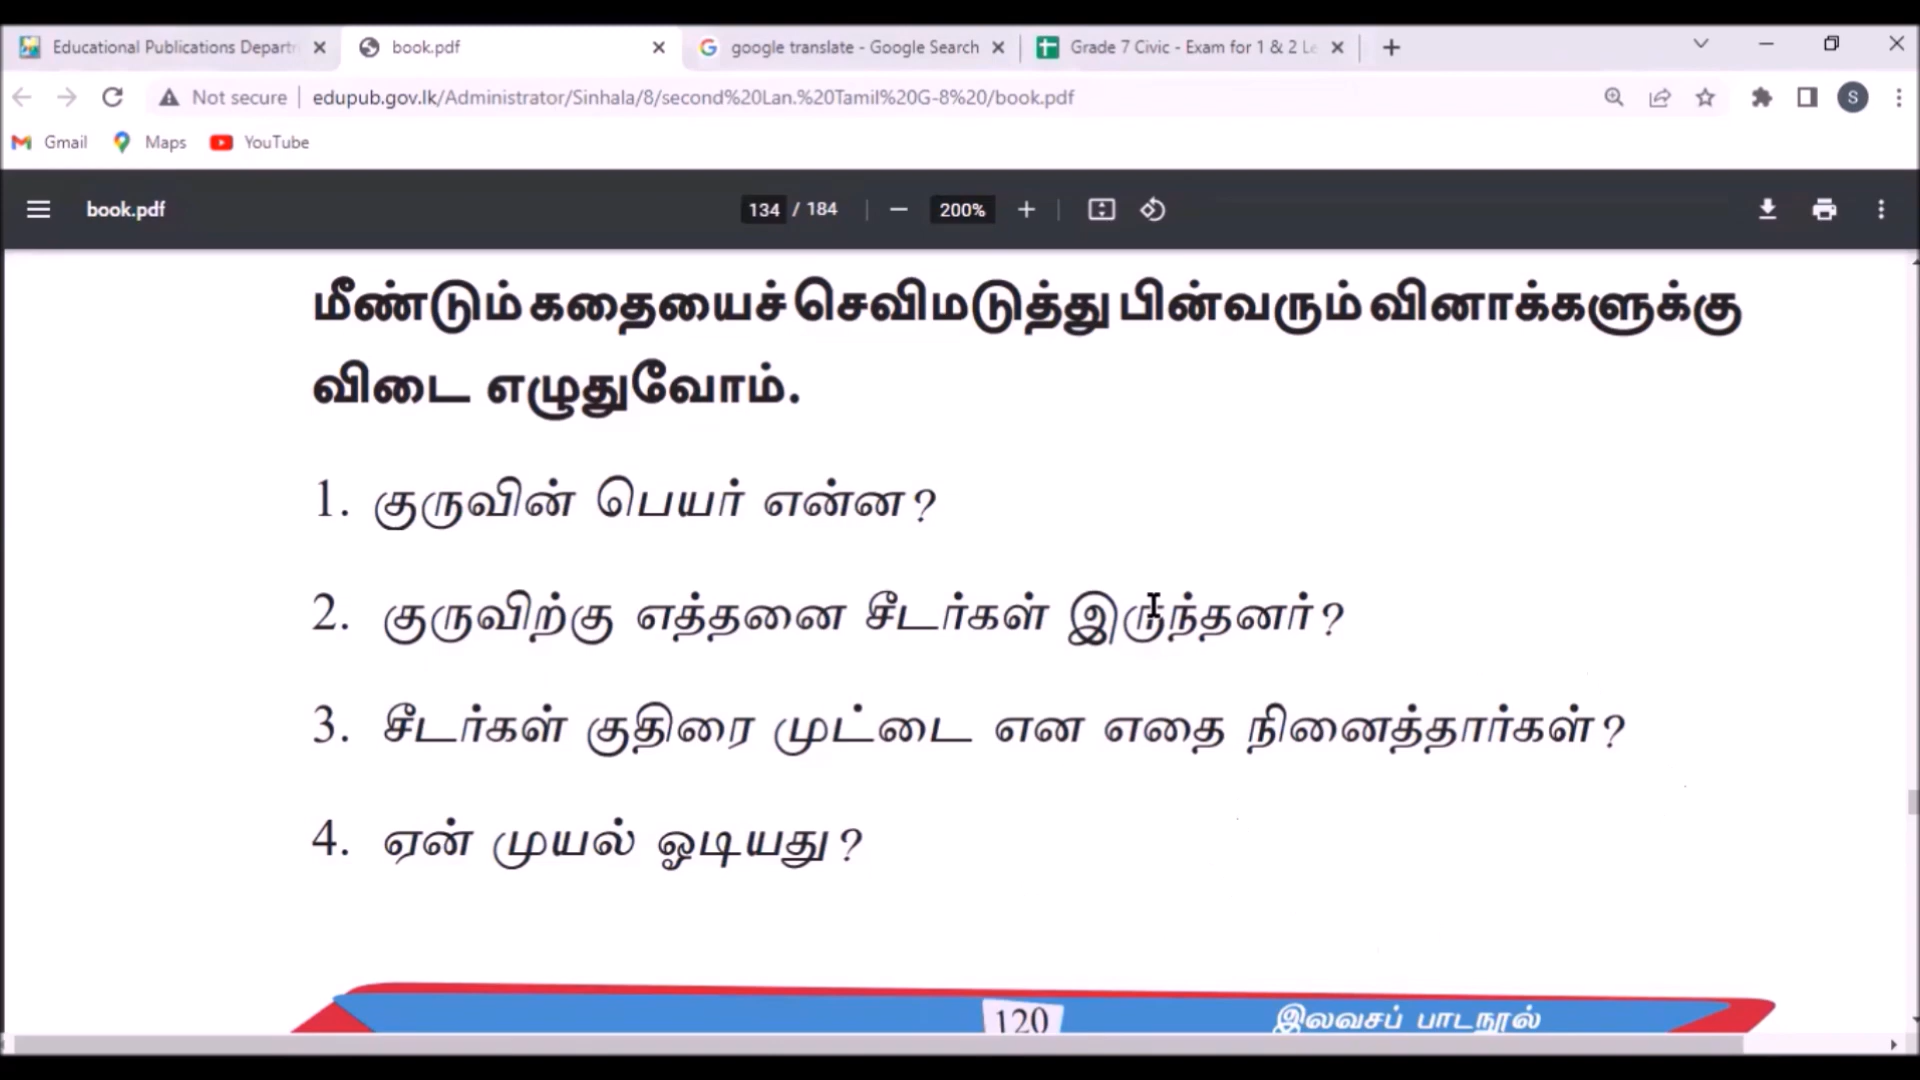 Educational Publications Departr
book.pdf
google translate - Google Search
Grade 7 Civic - Exam for 1 & 2 Le
Not secure
edupub.gov.lk/Administrator/Sinhala/8/second%20Lan.%20Tamil%20G-8%20/book.pdf
S
Gmail
Maps
YouTube
book.pdf
134 / 184
200%
மீண்டும் கதையைச் செவிமடுத்து பின்வரும் வினாக்களுக்கு
விடை எழுதுவோம்.
1. குருவின் பெயர் என்ன?
2. குருவிற்கு எத்தனை சீடர்கள் இருந்தனர்?
3. சீடர்கள் குதிரை முட்டை என எதை நினைத்தார்கள்?
4. ஏன் முயல் ஓடியது?
120
இலவசப் பாடநூல்